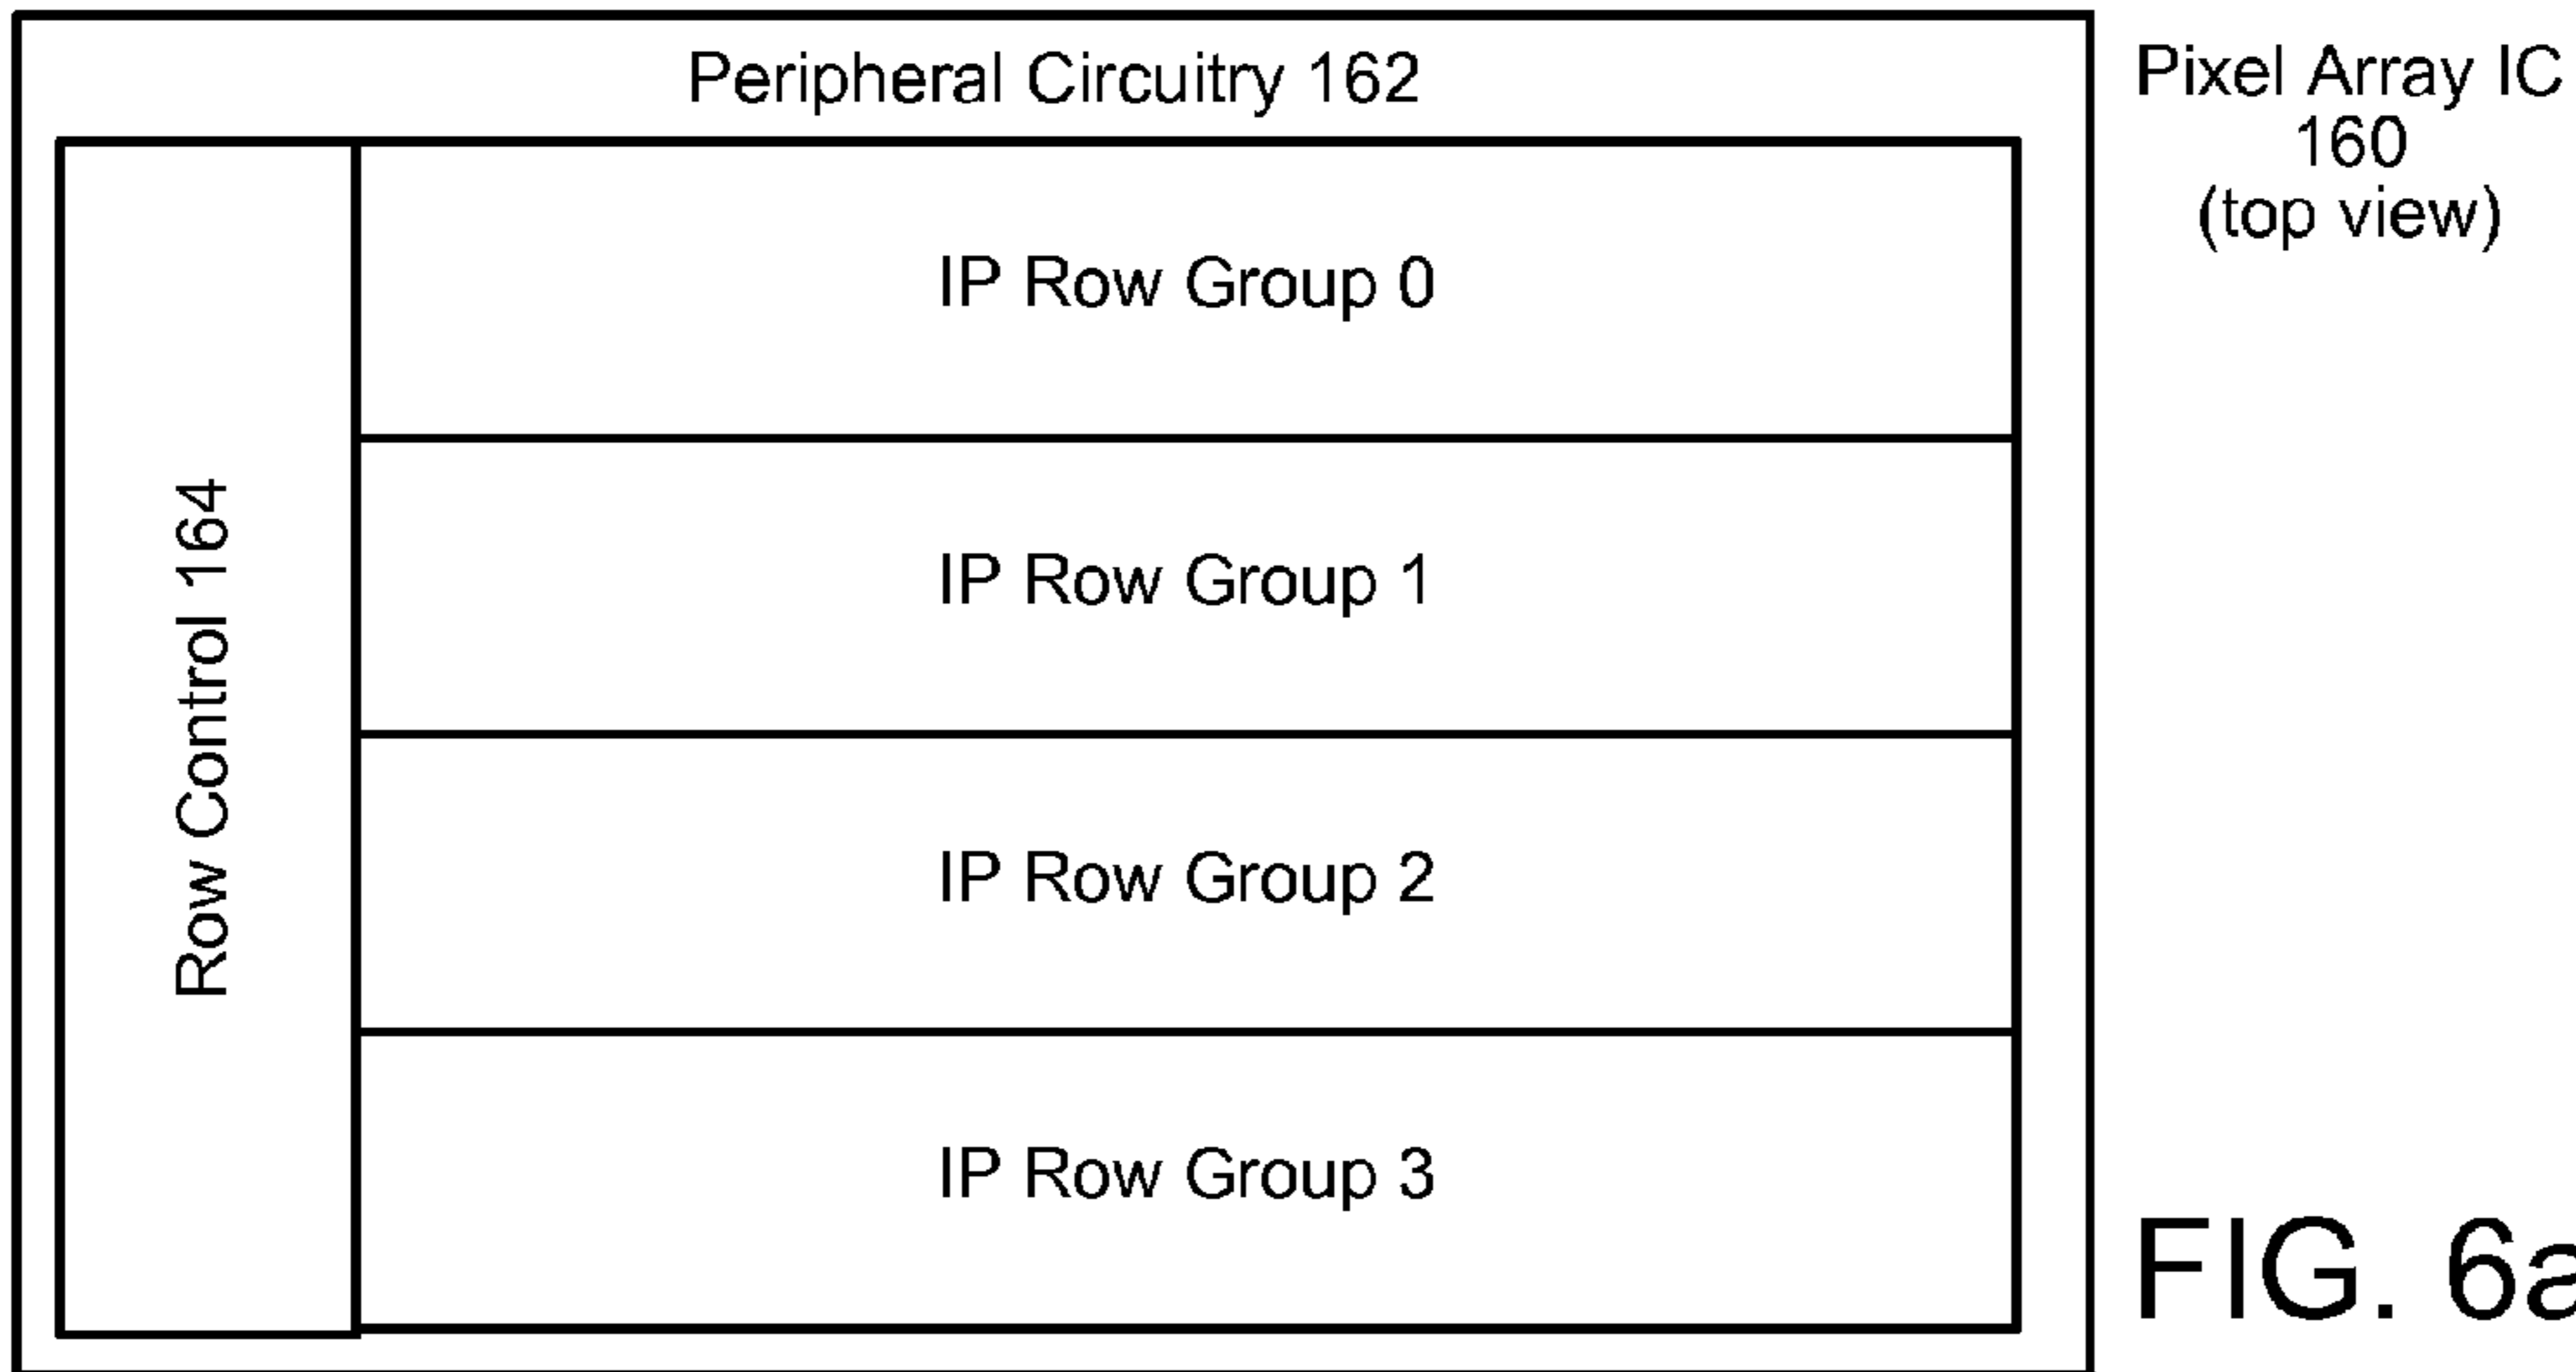 Peripheral Circuitry 162
Pixel Array IC
160
(top view)
IP Row Group 0
IP Row Group 1
Row Control 164
IP Row Group 2
IP Row Group 3
FIG. 6a